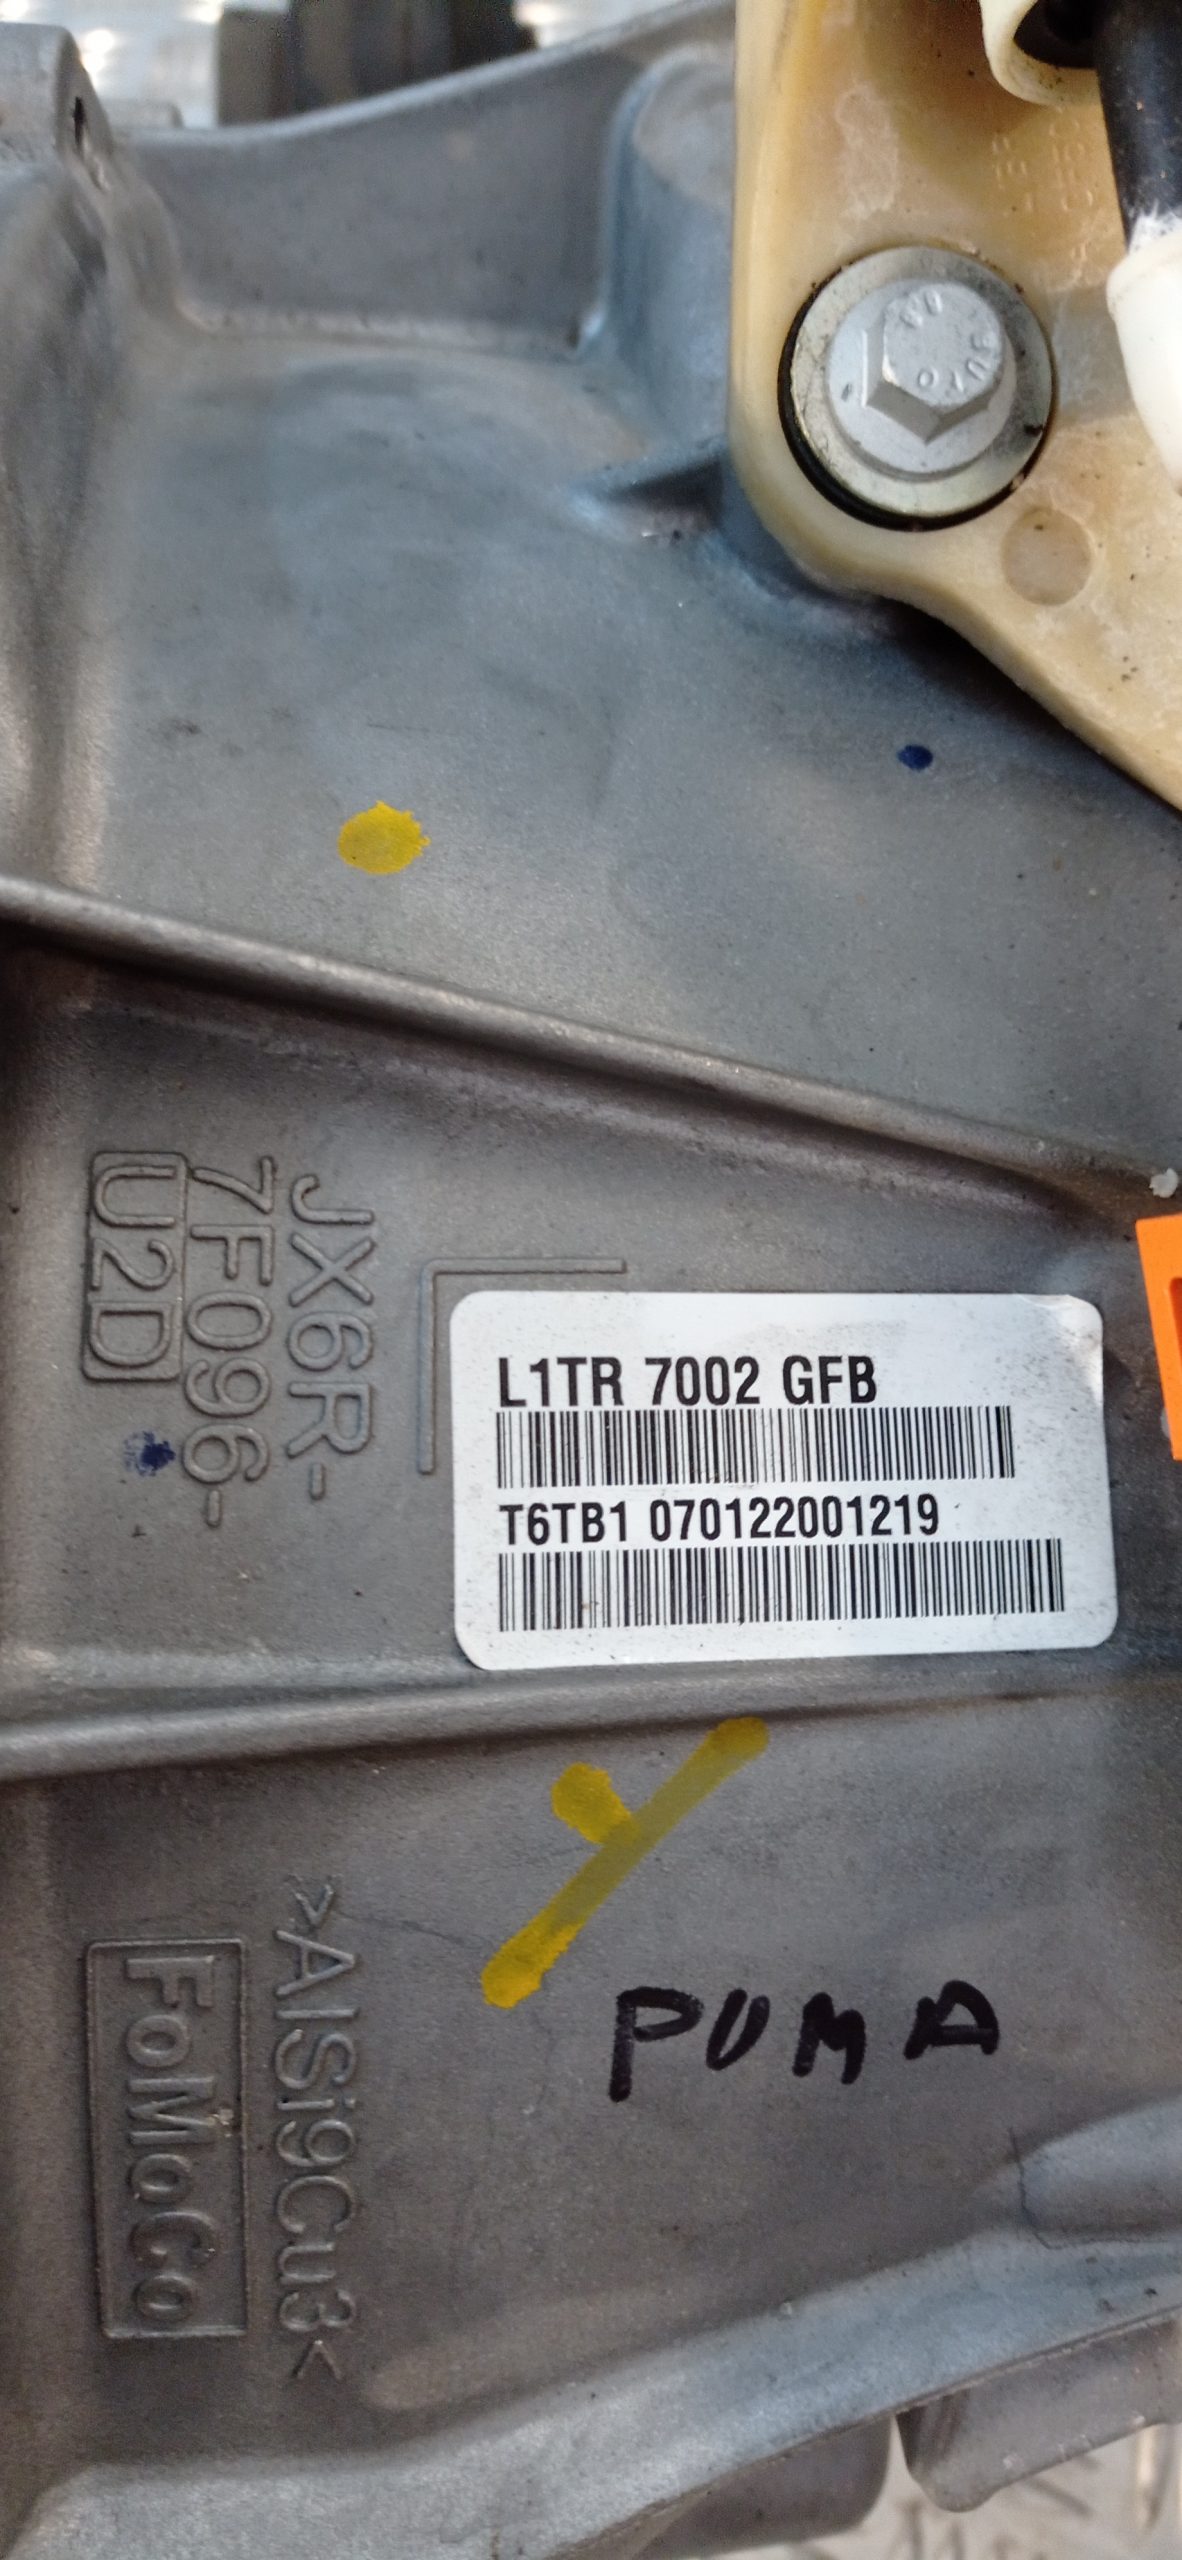 JX6R-
7F096-
U2D
L1TR 7002 GFB
T6TB1 070122001219
>AlSi9Cu3<
FoMoCo
PUMA